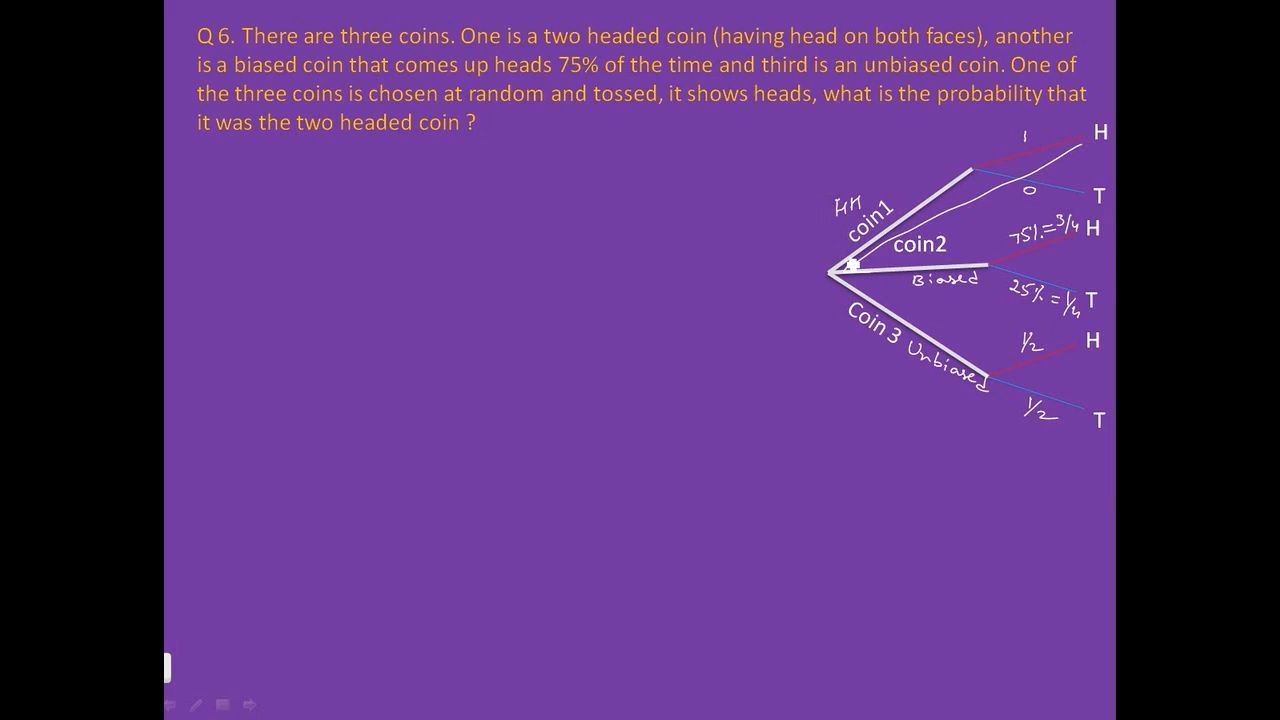 Q 6. There are three coins. One is a two headed coin (having head on both faces), another
is a biased coin that comes up heads 75% of the time and third is an unbiased coin. One of
the three coins is chosen at random and tossed, it shows heads, what is the probability that
it was the two headed coin ?
1
H
0
T
HH
coin1
75% = 3/4
H
coin2
Biased
25% = 1/4
T
Coin 3
Unbiased
1/2
H
1/2
T